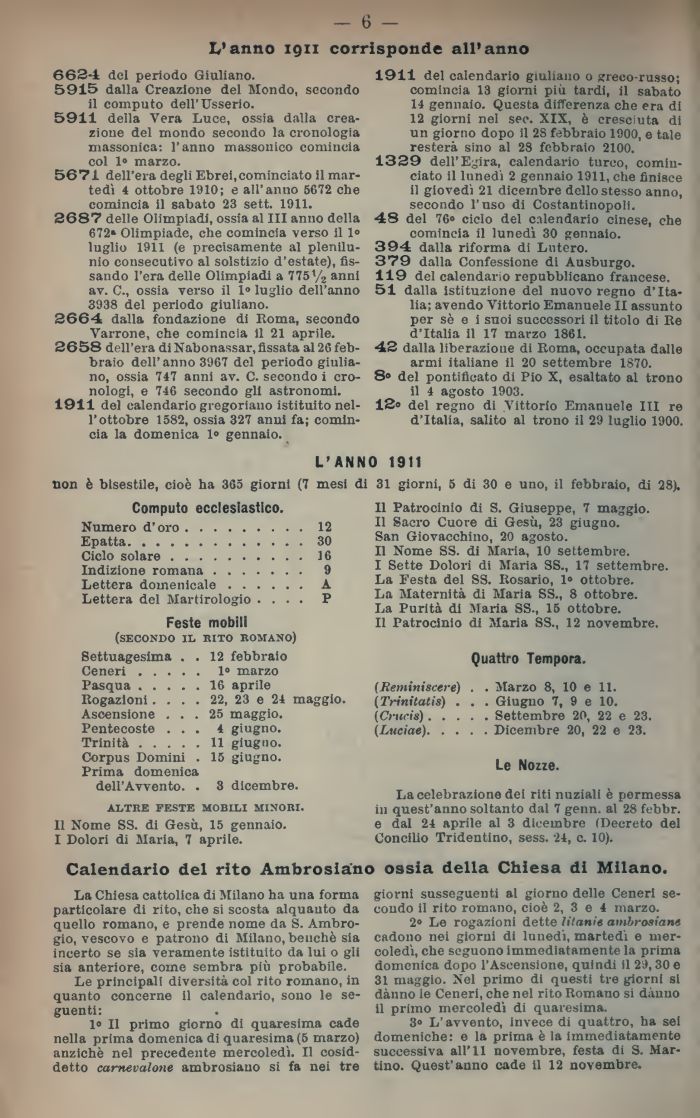 — 6 —
L'anno 1911 corrisponde all'anno
6624 del periodo Giuliano.
5915 dalla Creazione del Mondo, secondo
il computo dell'Usserio.
5911 della Vera Luce, ossia dalla crea-
zione del mondo secondo la cronologia
massonica: l'anno massonico comincia
col 1º marzo.
5671 dell'era degli Ebrei, cominciato il mar-
tedì 4 ottobre 1910; e all'anno 5672 che
comincia il sabato 23 sett. 1911.
2687 delle Olimpiadi, ossia al III anno della
672ª Olimpiade, che comincia verso il 1º
luglio 1911 (e precisamente al plenilu-
nio consecutivo al solstizio d'estate), fis-
sando l'era delle Olimpiadi a 775½ anni
av. C., ossia verso il 1º luglio dell'anno
3938 del periodo giuliano.
2664 dalla fondazione di Roma, secondo
Varrone, che comincia il 21 aprile.
2658 dell'era di Nabonassar, fissata al 26 feb-
braio dell'anno 3967 del periodo giulia-
no, ossia 747 anni av. C. secondo i cro-
nologi, e 746 secondo gli astronomi.
1911 del calendario gregoriano istituito nel-
l'ottobre 1582, ossia 327 anni fa; comin-
cia la domenica 1º gennaio.
1911 del calendario giuliano o greco-russo;
comincia 13 giorni più tardi, il sabato
14 gennaio. Questa differenza che era di
12 giorni nel sec. XIX, è cresciuta di
un giorno dopo il 28 febbraio 1900, e tale
resterà sino al 28 febbraio 2100.
1329 dell'Egira, calendario turco, comin-
ciato il lunedì 2 gennaio 1911, che finisce
il giovedì 21 dicembre dello stesso anno,
secondo l'uso di Costantinopoli.
48 del 76º ciclo del calendario cinese, che
comincia il lunedì 30 gennaio.
394 dalla riforma di Lutero.
379 dalla Confessione di Ausburgo.
119 del calendario repubblicano francese.
51 dalla istituzione del nuovo regno d'Ita-
lia; avendo Vittorio Emanuele II assunto
per sè e i suoi successori il titolo di Re
d'Italia il 17 marzo 1861.
42 dalla liberazione di Roma, occupata dalle
armi italiane il 20 settembre 1870.
8º del pontificato di Pio X, esaltato al trono
il 4 agosto 1903.
12º del regno di Vittorio Emanuele III re
d'Italia, salito al trono il 29 luglio 1900.
L'ANNO 1911
non è bisestile, cioè ha 365 giorni (7 mesi di 31 giorni, 5 di 30 e uno, il febbraio, di 28).
Computo ecclesiastico.
Numero d'oro . . . . . . . . . . 12
Epatta. . . . . . . . . . . . . 30
Ciclo solare . . . . . . . . . . 16
Indizione romana . . . . . . . 9
Lettera domenicale . . . . . . A
Lettera del Martirologio . . . . P
Feste mobili
(SECONDO IL RITO ROMANO)
Settuagesima . . 12 febbraio
Ceneri . . . . . 1º marzo
Pasqua . . . . . 16 aprile
Rogazioni . . . . 22, 23 e 24 maggio.
Ascensione . . . 25 maggio.
Pentecoste . . . 4 giugno.
Trinità . . . . . 11 giugno.
Corpus Domini . 15 giugno.
Prima domenica
dell'Avvento. . 3 dicembre.
ALTRE FESTE MOBILI MINORI.
Il Nome SS. di Gesù, 15 gennaio.
I Dolori di Maria, 7 aprile.
Il Patrocinio di S. Giuseppe, 7 maggio.
Il Sacro Cuore di Gesù, 23 giugno.
San Giovacchino, 20 agosto.
Il Nome SS. di Maria, 10 settembre.
I Sette Dolori di Maria SS., 17 settembre.
La Festa del SS. Rosario, 1º ottobre.
La Maternità di Maria SS., 8 ottobre.
La Purità di Maria SS., 15 ottobre.
Il Patrocinio di Maria SS., 12 novembre.
Quattro Tempora.
(Reminiscere) . . Marzo 8, 10 e 11.
(Trinitatis) . . . Giugno 7, 9 e 10.
(Crucis) . . . . . Settembre 20, 22 e 23.
(Luciae). . . . . Dicembre 20, 22 e 23.
Le Nozze.
La celebrazione dei riti nuziali è permessa
in quest'anno soltanto dal 7 genn. al 28 febbr.
e dal 24 aprile al 3 dicembre (Decreto del
Concilio Tridentino, sess. 24, c. 10).
Calendario del rito Ambrosiano ossia della Chiesa di Milano.
La Chiesa cattolica di Milano ha una forma
particolare di rito, che si scosta alquanto da
quello romano, e prende nome da S. Ambro-
gio, vescovo e patrono di Milano, benchè sia
incerto se sia veramente istituito da lui o gli
sia anteriore, come sembra più probabile.
Le principali diversità col rito romano, in
quanto concerne il calendario, sono le se-
guenti:
1º Il primo giorno di quaresima cade
nella prima domenica di quaresima (5 marzo)
anzichè nel precedente mercoledì. Il cosid-
detto carnevalone ambrosiano si fa nei tre
giorni susseguenti al giorno delle Ceneri se-
condo il rito romano, cioè 2, 3 e 4 marzo.
2º Le rogazioni dette litanie ambrosiane
cadono nei giorni di lunedì, martedì e mer-
coledì, che seguono immediatamente la prima
domenica dopo l'Ascensione, quindi il 29, 30 e
31 maggio. Nel primo di questi tre giorni si
dànno le Ceneri, che nel rito Romano si dànno
il primo mercoledì di quaresima.
3º L'avvento, invece di quattro, ha sei
domeniche: e la prima è la immediatamente
successiva all'11 novembre, festa di S. Mar-
tino. Quest'anno cade il 12 novembre.